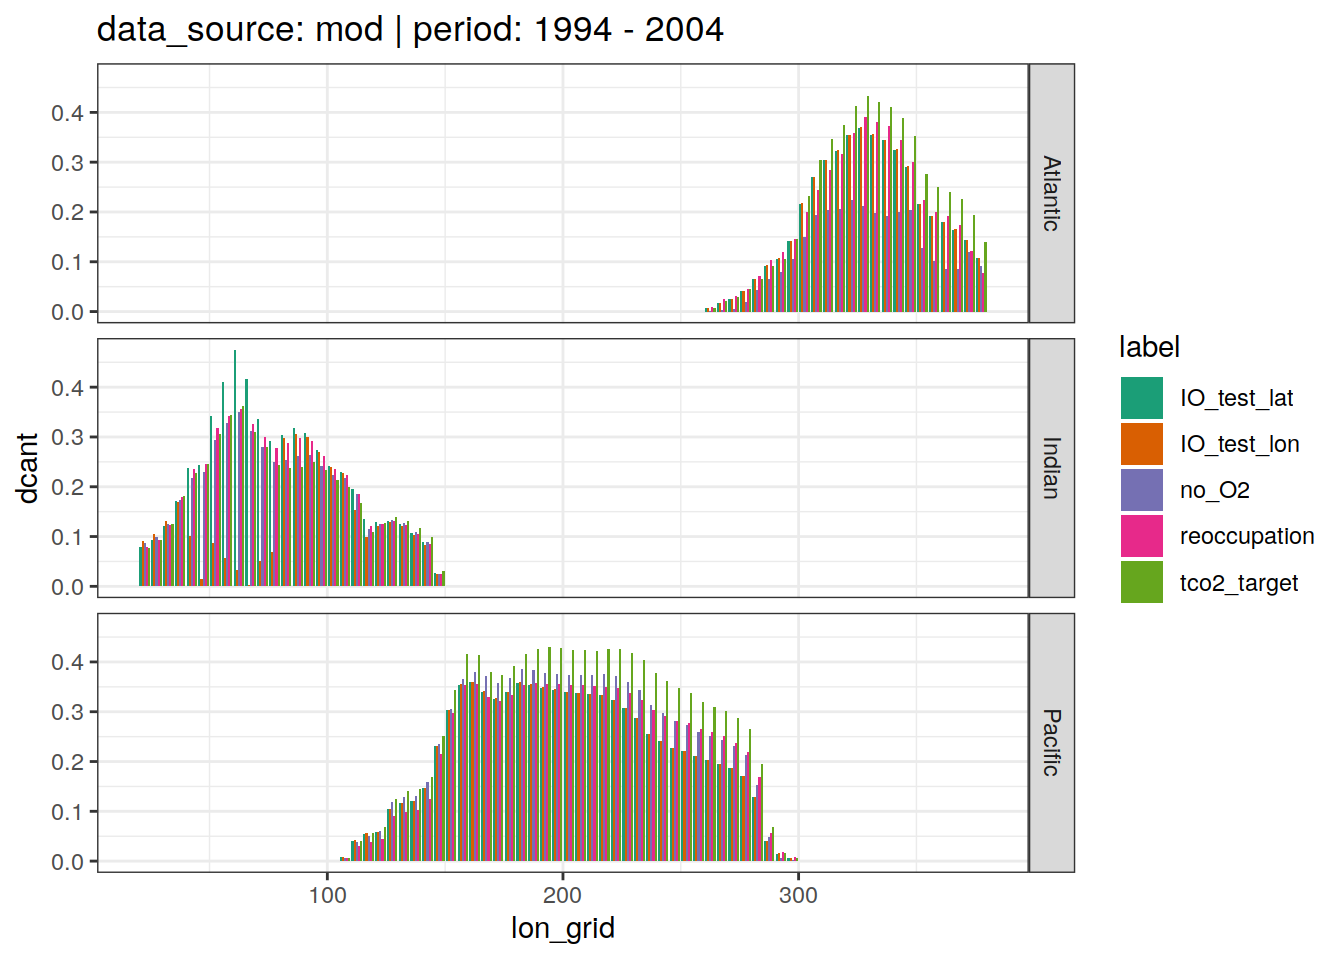 data_source: mod | period: 1994 - 2004
0.4
0.3
0.2
0.1
0.0
Atlantic
0.4
0.3
0.2
0.1
0.0
Indian
0.4
0.3
0.2
0.1
0.0
Pacific
dcant
100 200 300
lon_grid
label
IO_test_lat
IO_test_lon
no_O2
reoccupation
tco2_target